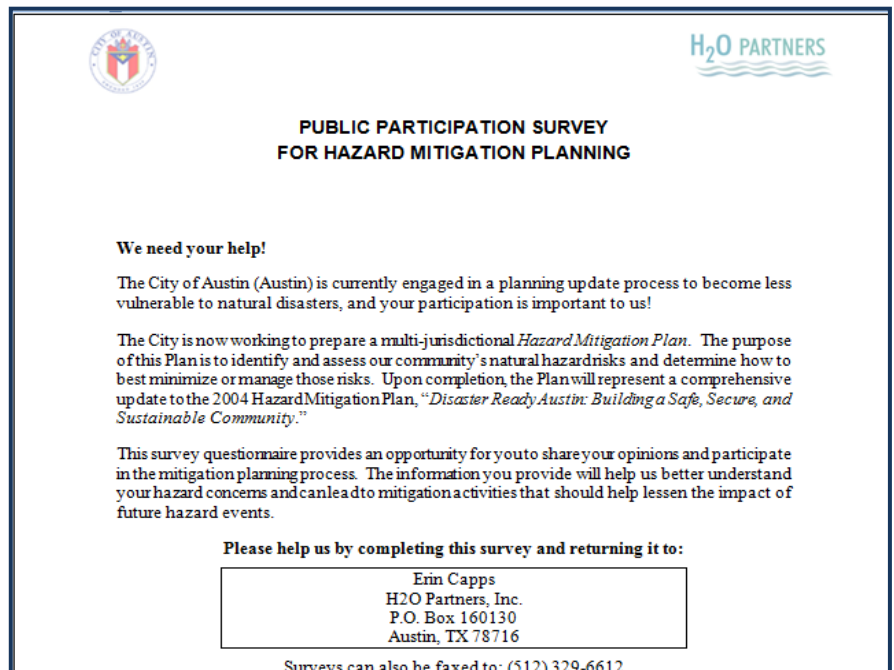 CITY OF AUSTIN
H2O PARTNERS
PUBLIC PARTICIPATION SURVEY
FOR HAZARD MITIGATION PLANNING
We need your help!
The City of Austin (Austin) is currently engaged in a planning update process to become less
vulnerable to natural disasters, and your participation is important to us!
The City is now working to prepare a multi-jurisdictional Hazard Mitigation Plan. The purpose
of this Plan is to identify and assess our community's natural hazard risks and determine how to
best minimize or manage those risks. Upon completion, the Plan will represent a comprehensive
update to the 2004 Hazard Mitigation Plan, “Disaster Ready Austin: Building a Safe, Secure, and
Sustainable Community.”
This survey questionnaire provides an opportunity for you to share your opinions and participate
in the mitigation planning process. The information you provide will help us better understand
your hazard concerns and can lead to mitigation activities that should help lessen the impact of
future hazard events.
Please help us by completing this survey and returning it to:
Erin Capps
H2O Partners, Inc.
P.O. Box 160130
Austin, TX 78716
Surveys can also be faxed to: (512) 329-6612